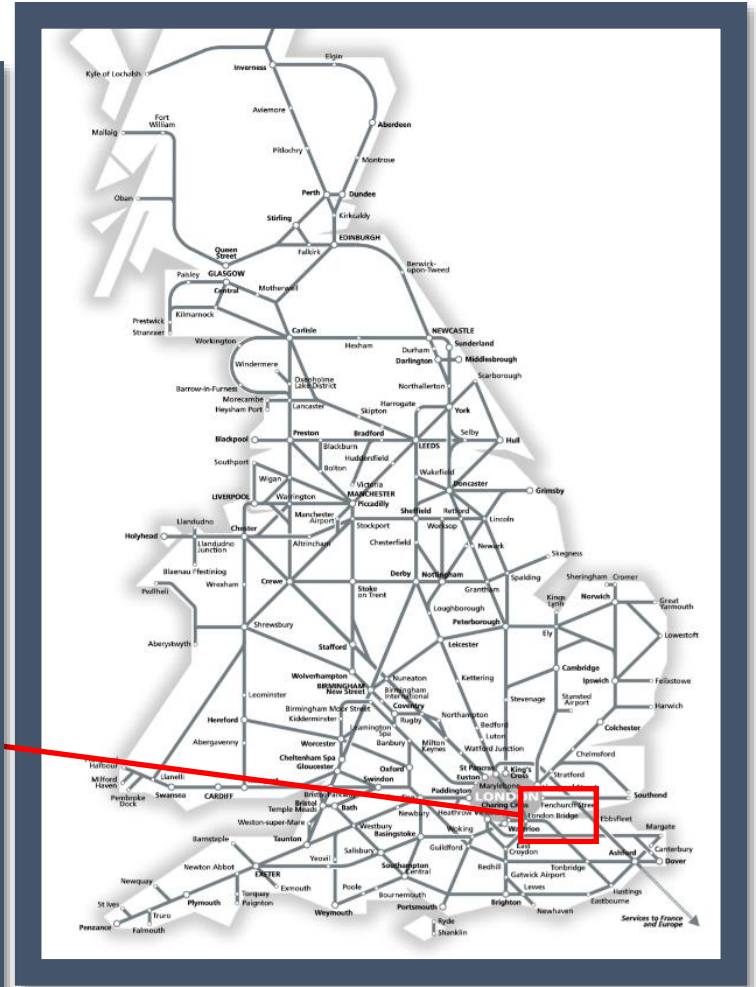 Elgin
Inverness
Kyle of Lochalsh
Aviemore
Fort
William
Aberdeen
Mallaig
Pitlochry
Montrose
Perth
Dundee
Oban
Stirling
Kirkcaldy
EDINBURGH
Queen
Street
Falkirk
Berwick-
upon-Tweed
Paisley
GLASGOW
Central
Motherwell
Prestwick
Kilmarnock
Stranraer
Carlisle
NEWCASTLE
Workington
Hexham
Sunderland
Durham
Darlington
Middlesbrough
Windermere
Oxenholme
Lake District
Northallerton
Scarborough
Barrow-in-Furness
Morecambe
Heysham Port
Lancaster
Harrogate
York
Skipton
Blackpool
Preston
Bradford
Selby
Hull
Blackburn
LEEDS
Southport
Bolton
Huddersfield
Wigan
Wakefield
Victoria
Doncaster
Grimsby
LIVERPOOL
Warrington
MANCHESTER
Piccadilly
Sheffield
Retford
Llandudno
Manchester
Airport
Stockport
Worksop
Lincoln
Holyhead
Chester
Llandudno
Junction
Altrincham
Chesterfield
Newark
Skegness
Blaenau Ffestiniog
Wrexham
Crewe
Stoke
on Trent
Derby
Nottingham
Grantham
Spalding
Sheringham
Cromer
Pwllheli
Loughborough
Kings
Lynn
Norwich
Great
Yarmouth
Shrewsbury
Peterborough
Ely
Aberystwyth
Stafford
Leicester
Lowestoft
Wolverhampton
BIRMINGHAM
New Street
Nuneaton
Birmingham
International
Kettering
Cambridge
Ipswich
Felixstowe
Leominster
Birmingham Moor Street
Coventry
Stevenage
Stansted
Airport
Harwich
Hereford
Kidderminster
Rugby
Northampton
Leamington
Spa
Bedford
Colchester
Abergavenny
Worcester
Banbury
Milton
Keynes
Luton
Watford Junction
Chelmsford
Cheltenham Spa
Gloucester
Oxford
St Pancras
King's
Cross
Stratford
Milford
Haven
Llanelli
Swindon
Euston
Marylebone
Pembroke
Dock
Swansea
CARDIFF
Bristol Parkway
Paddington
LONDON
Southend
Bristol
Temple Meads
Bath
Newbury
Charing Cross
Fenchurch Street
Weston-super-Mare
London Bridge
Ebbsfleet
Waterloo
Margate
Barnstaple
Taunton
Westbury
Basingstoke
Woking
East
Croydon
Canterbury
Newton Abbot
Yeovil
Salisbury
Guildford
Redhill
Tonbridge
Ashford
Dover
EXETER
Southampton
Central
Gatwick Airport
Newquay
Exmouth
Poole
Lewes
Hastings
Torquay
Paignton
Bournemouth
Eastbourne
St Ives
Plymouth
Weymouth
Portsmouth
Brighton
Newhaven
Truro
Penzance
Falmouth
Ryde
Shanklin
Services to France
and Europe